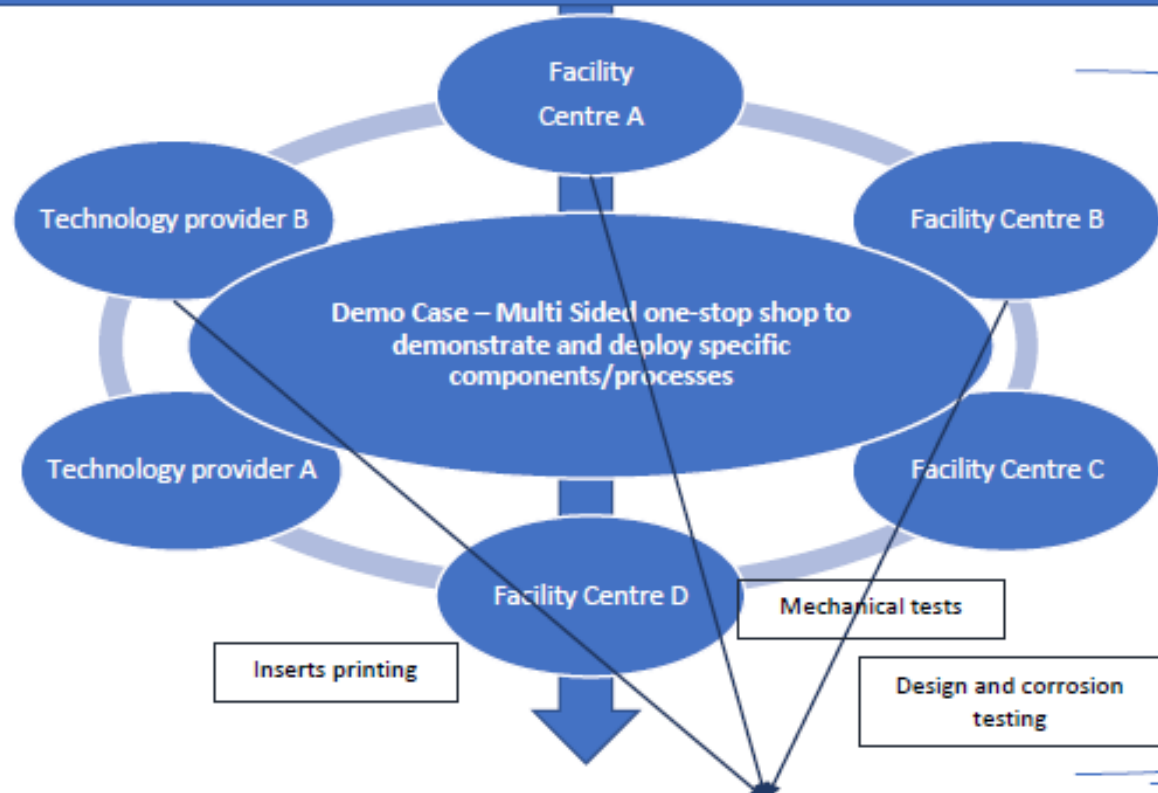 Facility
Centre A
Technology provider B
Facility Centre B
Demo Case – Multi Sided one-stop shop to
demonstrate and deploy specific
components/processes
Technology provider A
Facility Centre C
Facility Centre D
Mechanical tests
Inserts printing
Design and corrosion
testing